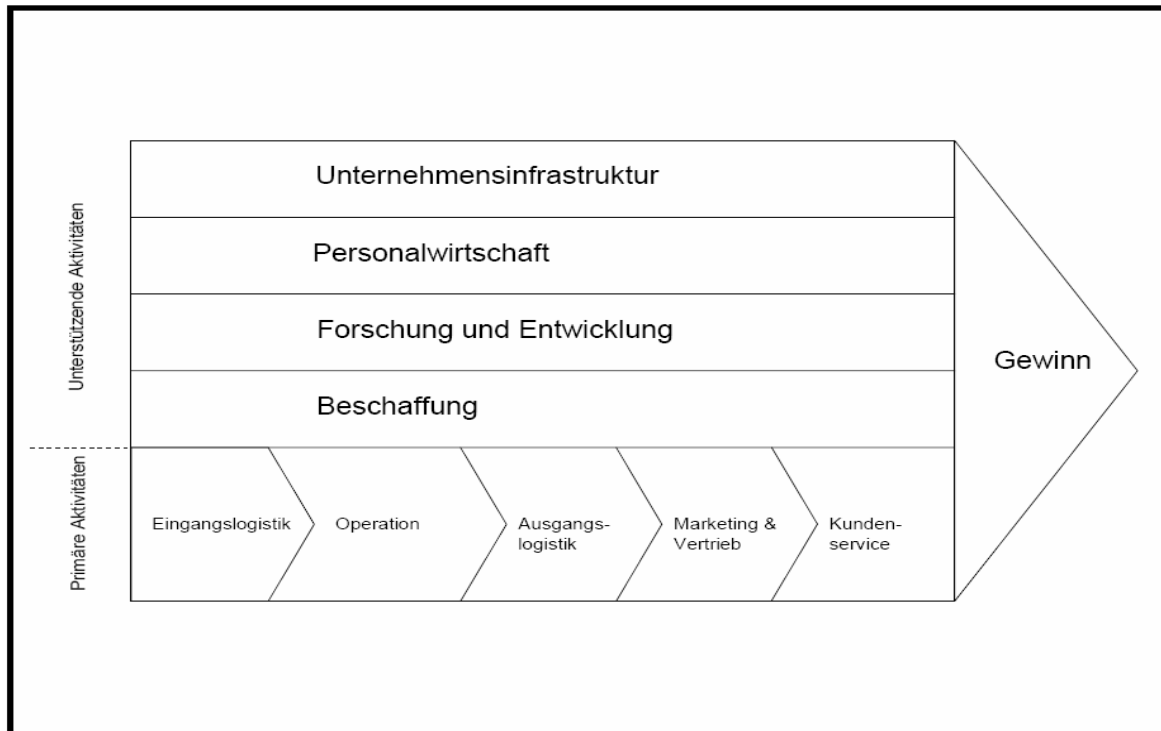 Unterstützende Aktivitäten
Unternehmensinfrastruktur
Personalwirtschaft
Forschung und Entwicklung
Beschaffung
Gewinn
Primäre Aktivitäten
Eingangslogistik
Operation
Ausgangs-
logistik
Marketing &
Vertrieb
Kunden-
service